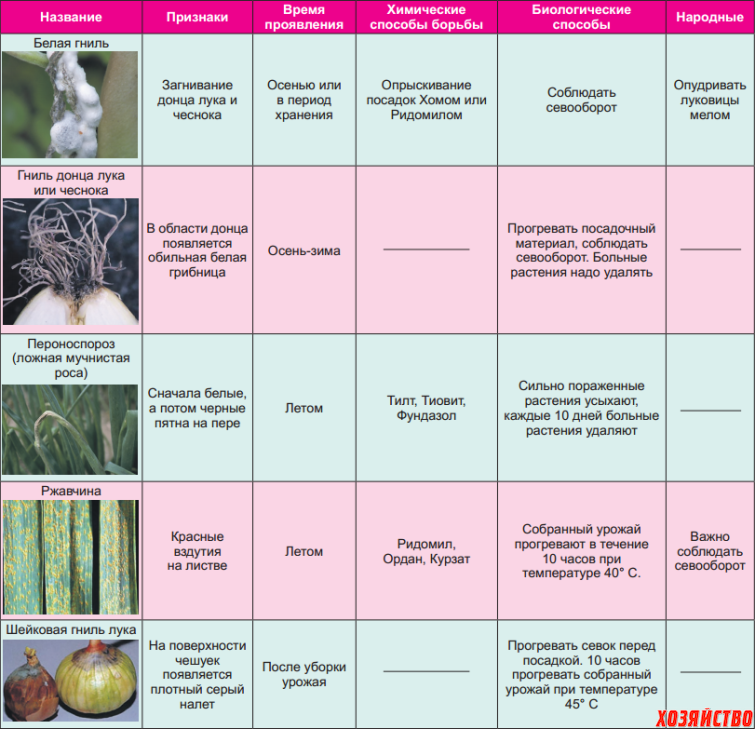 Название
Признаки
Время
проявления
Химические
способы борьбы
Биологические
способы
Народные
Белая гниль
Загнивание
донца лука и
чеснока
Осенью или
в период
хранения
Опрыскивание
посадок Хомом или
Ридомилом
Соблюдать
севооборот
Опудривать
луковицы
мелом
Гниль донца лука
или чеснока
В области донца
появляется
обильная белая
грибница
Осень-зима
Прогревать посадочный
материал, соблюдать
севооборот. Больные
растения надо удалять
Пероноспороз
(ложная мучнистая
роса)
Сначала белые,
а потом черные
пятна на пере
Летом
Тилт, Тиовит,
Фундазол
Сильно пораженные
растения усыхают,
каждые 10 дней больные
растения удаляют
Ржавчина
Красные
вздутия
на листве
Летом
Ридомил,
Ордан, Курзат
Собранный урожай
прогревают в течение
10 часов при
температуре 40° С.
Важно
соблюдать
севооборот
Шейковая гниль лука
На поверхности
чешуек
появляется
плотный серый
налет
После уборки
урожая
Прогревать севок перед
посадкой. 10 часов
прогревать собранный
урожай при температуре
45° С
ХОЗЯЙСТВО